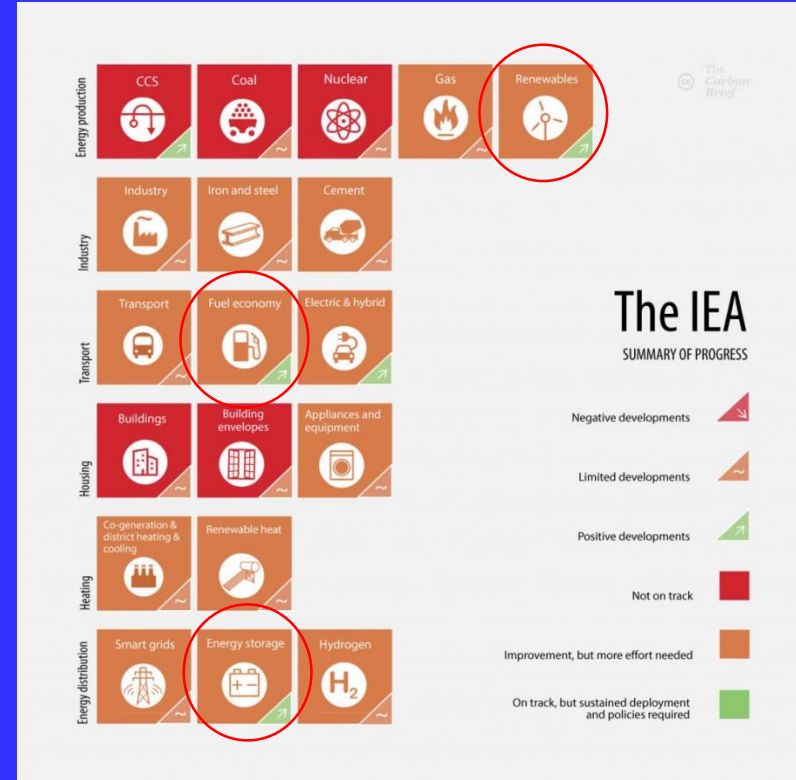 Energy production
CCS
Coal
Nuclear
Gas
Renewables
cc
The
Carbon
Brief
Industry
Industry
Iron and steel
Cement
Transport
Transport
Fuel economy
Electric & hybrid
The IEA
SUMMARY OF PROGRESS
Housing
Buildings
Building
envelopes
Appliances and
equipment
Negative developments
Limited developments
~
Positive developments
Heating
Co-generation &
district heating &
cooling
Renewable heat
Not on track
Energy distribution
Smart grids
Energy storage
+ −
Hydrogen
H₂
Improvement, but more effort needed
On track, but sustained deployment
and policies required